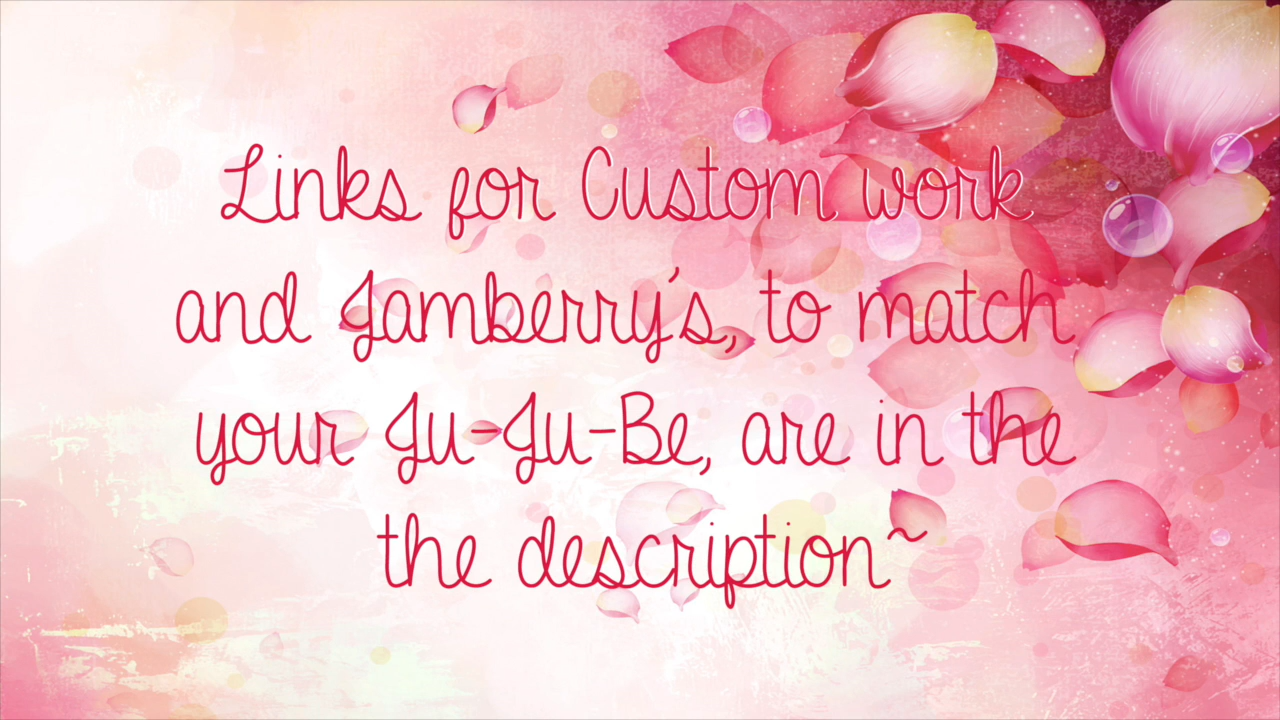 Links for Custom work
and Jamberry's, to match
your Ju-Ju-Be, are in the
the description~